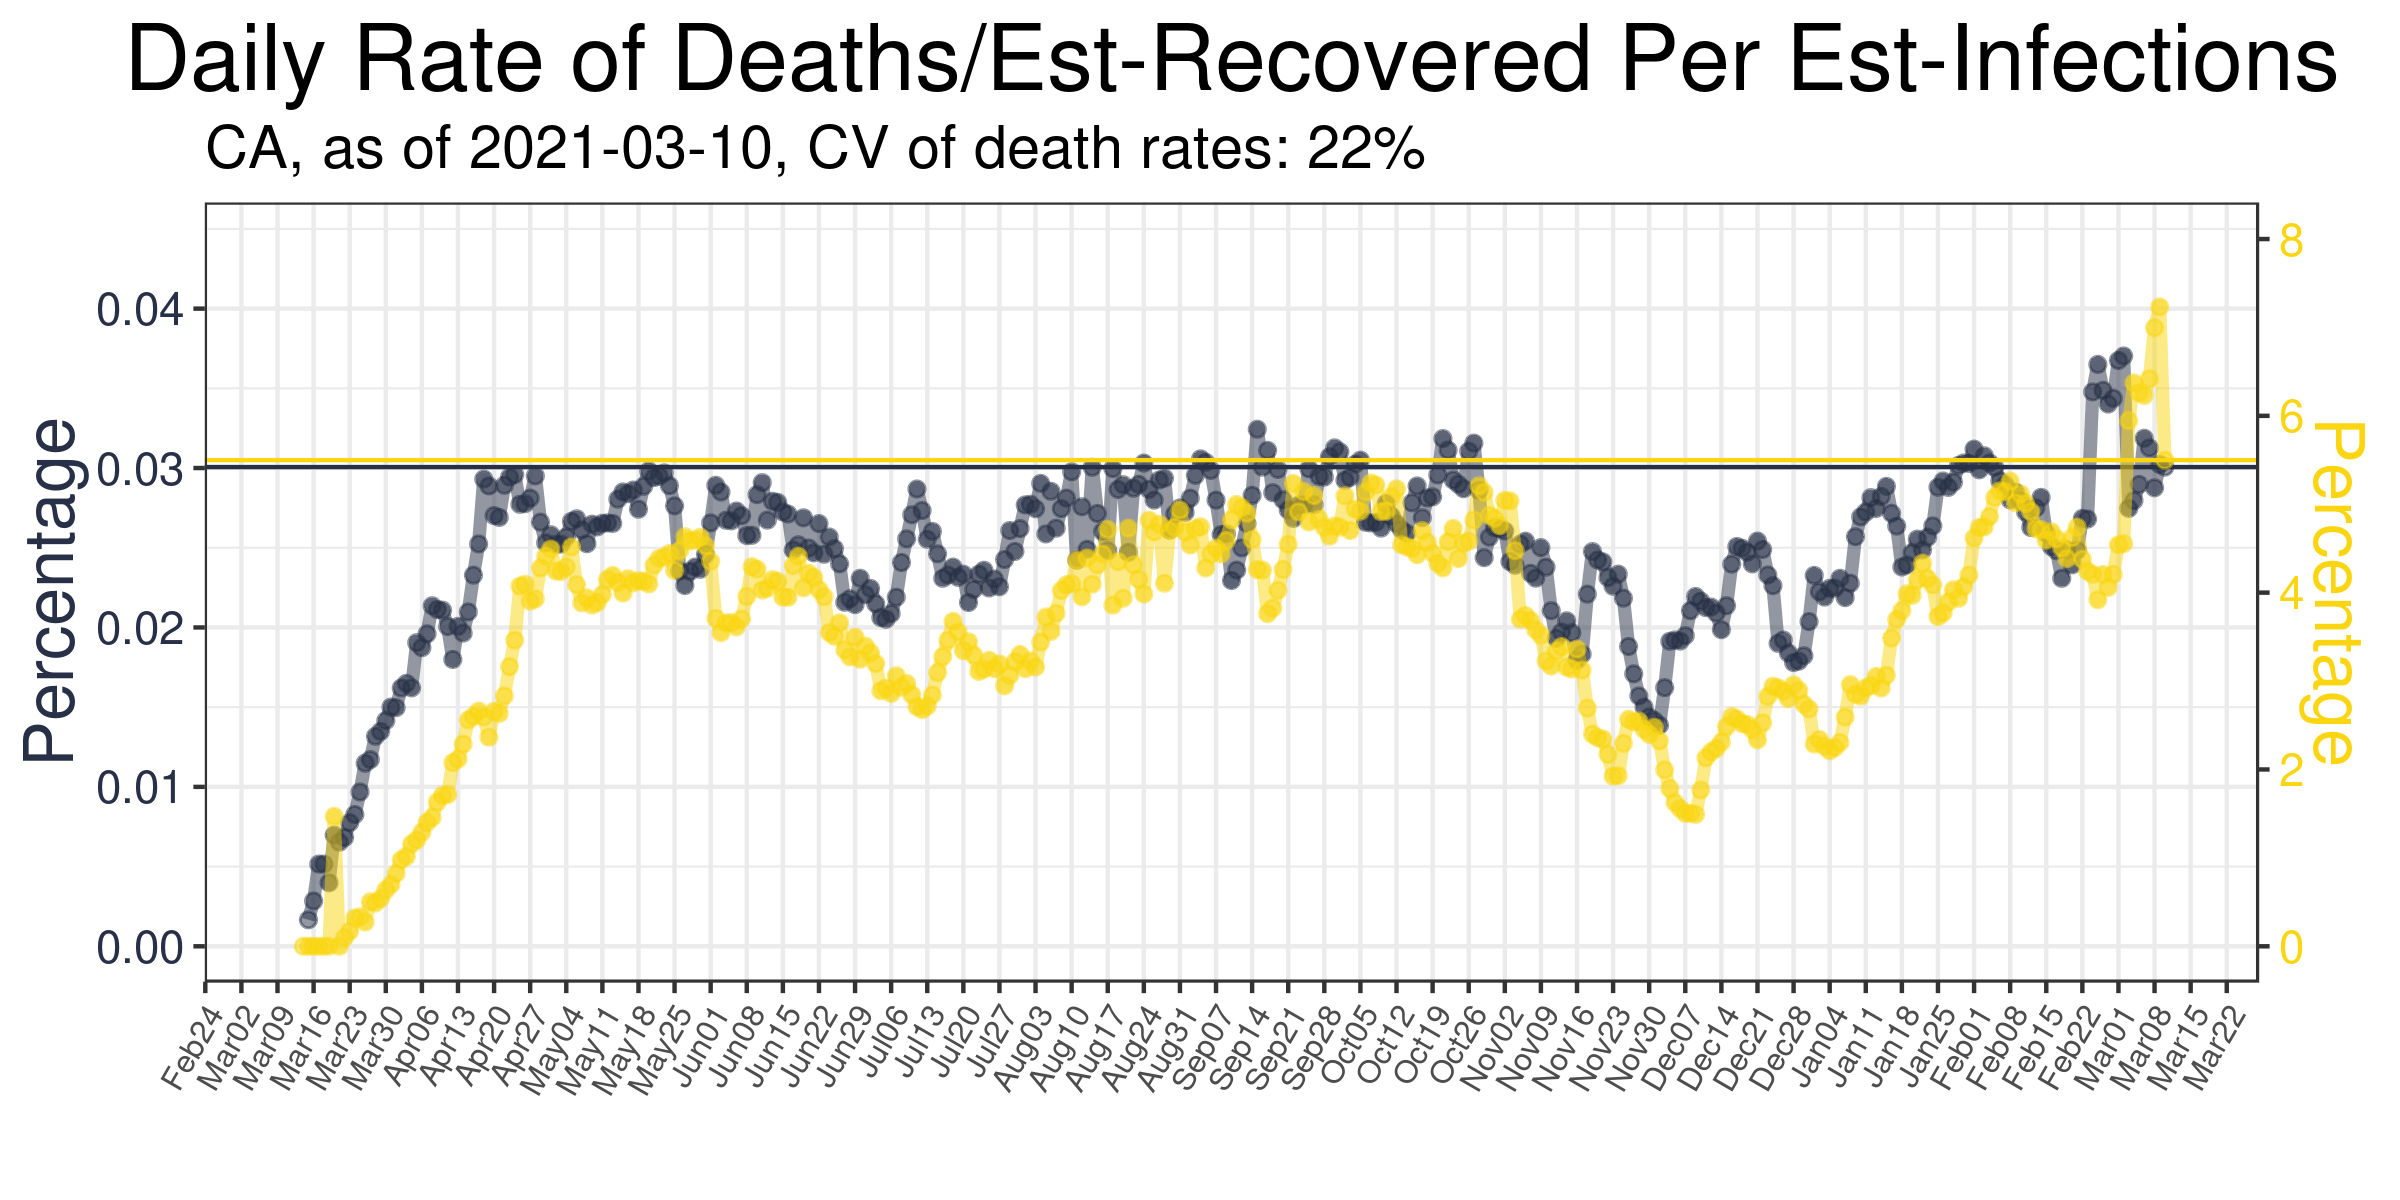 Daily Rate of Deaths/Est-Recovered Per Est-Infections
CA, as of 2021-03-10, CV of death rates: 22%
Percentage
0.04
0.03
0.02
0.01
0.00
8
6
4
2
0
Percentage
Feb24 Mar02 Mar09 Mar16 Mar23 Mar30 Apr06 Apr13 Apr20 Apr27 May04 May11 May18 May25 Jun01 Jun08 Jun15 Jun22 Jun29 Jul06 Jul13 Jul20 Jul27 Aug03 Aug10 Aug17 Aug24 Aug31 Sep07 Sep14 Sep21 Sep28 Oct05 Oct12 Oct19 Oct26 Nov02 Nov09 Nov16 Nov23 Nov30 Dec07 Dec14 Dec21 Dec28 Jan04 Jan11 Jan18 Jan25 Feb01 Feb08 Feb15 Feb22 Mar01 Mar08 Mar15 Mar22